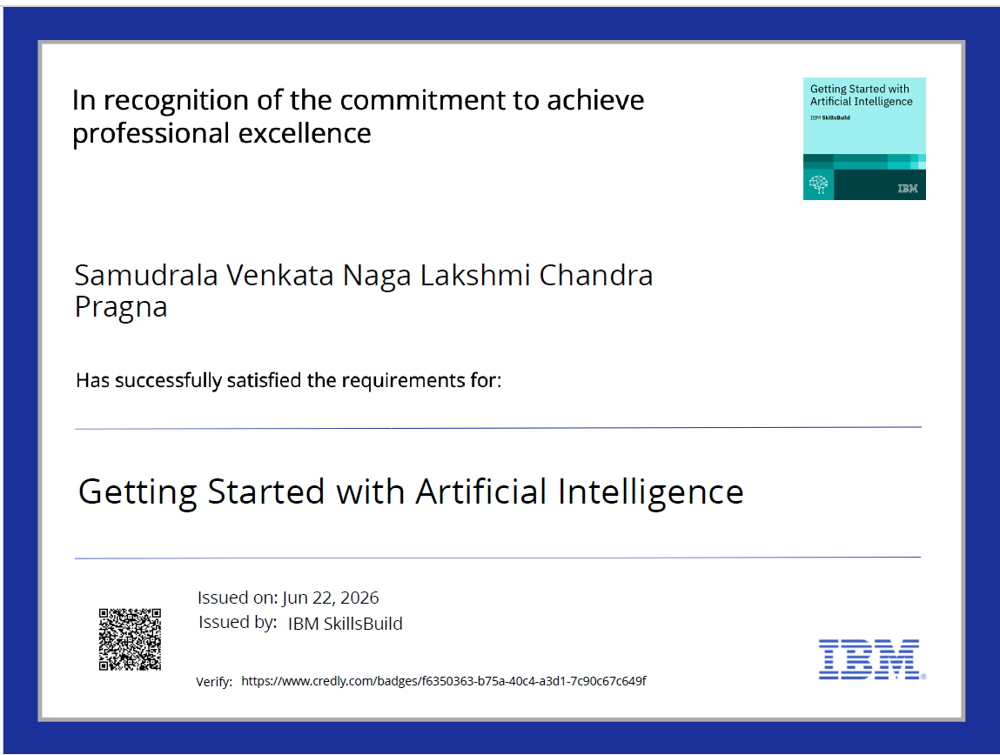 In recognition of the commitment to achieve
professional excellence
Getting Started with
Artificial Intelligence
IBM SkillsBuild
IBM
Samudrala Venkata Naga Lakshmi Chandra
Pragna
Has successfully satisfied the requirements for:
Getting Started with Artificial Intelligence
Issued on: Jun 22, 2026
Issued by: IBM SkillsBuild
IBM®
Verify: https://www.credly.com/badges/f6350363-b75a-40c4-a3d1-7c90c67c649f